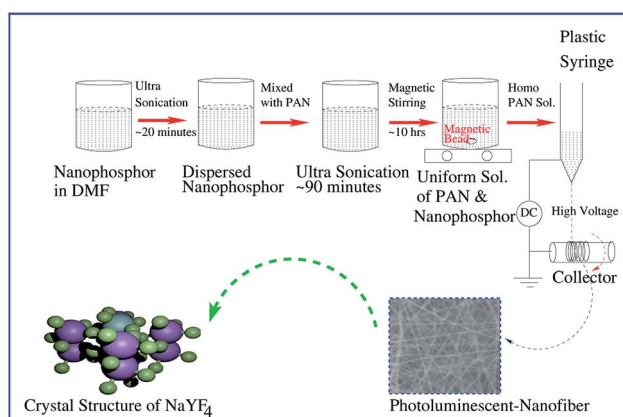 Plastic
Syringe
Ultra
Sonication
~20 minutes
Mixed
with PAN
Magnetic
Stirring
~10 hrs
Homo
PAN Sol.
Magnetic
Bead
Nanophosphor
in DMF
Dispersed
Nanophosphor
Ultra Sonication
~90 minutes
Uniform Sol.
of PAN &
Nanophosphor
DC
High Voltage
Collector
Crystal Structure of NaYF4
Photoluminescent-Nanofiber